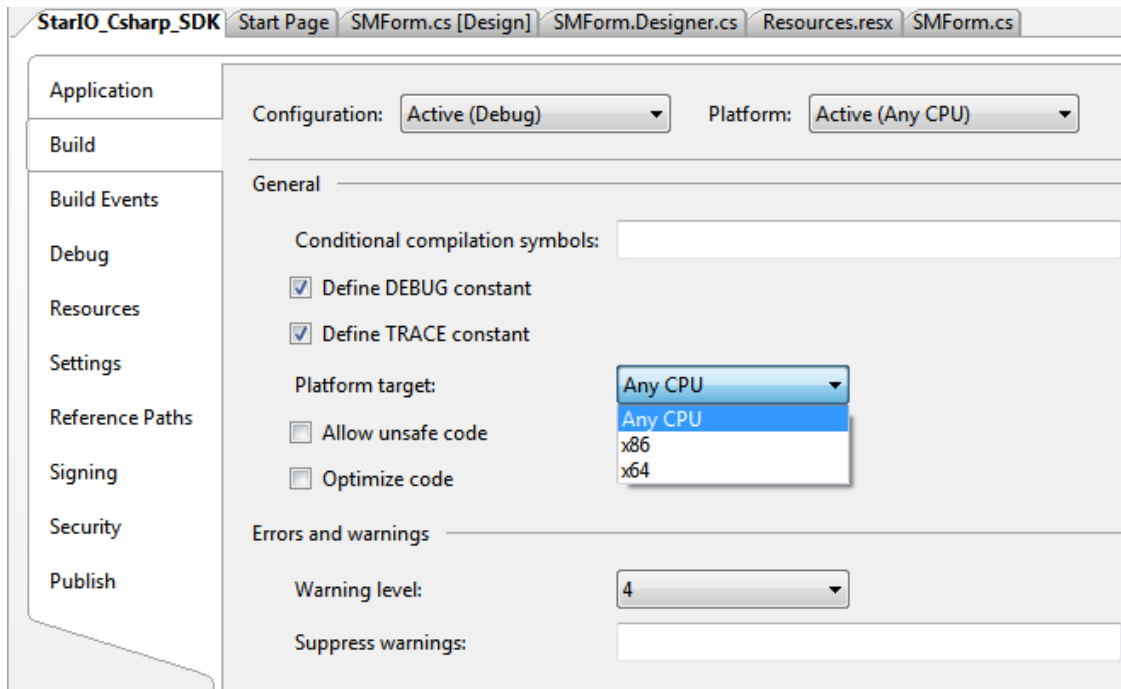 StarIO_Csharp_SDK Start Page SMForm.cs [Design] SMForm.Designer.cs Resources.resx SMForm.cs
Application
Build
Build Events
Debug
Resources
Settings
Reference Paths
Signing
Security
Publish
Configuration: Active (Debug) Platform: Active (Any CPU)
General
Conditional compilation symbols:
Define DEBUG constant
Define TRACE constant
Platform target: Any CPU
Any CPU
x86
x64
Allow unsafe code
Optimize code
Errors and warnings
Warning level: 4
Suppress warnings: